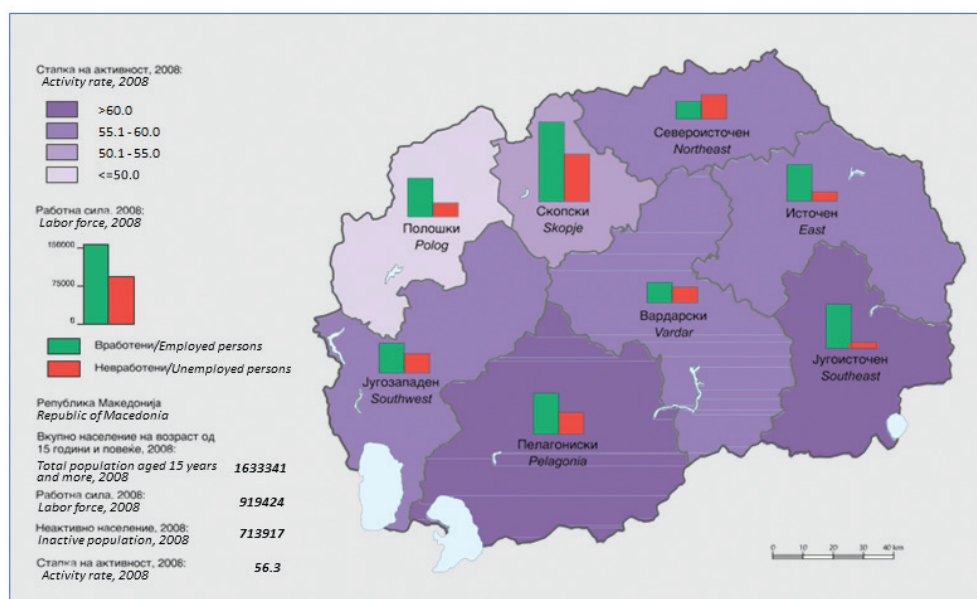 Стапка на активност, 2008:
Activity rate, 2008
>60.0
55.1 - 60.0
50.1 - 55.0
<=50.0
Работна сила, 2008:
Labor force, 2008
150000
75000
0
Вработени/Employed persons
Невработени/Unemployed persons
Република Македонија
Republic of Macedonia
Вкупно население на возраст од
15 години и повеќе, 2008:
Total population aged 15 years
and more, 2008
1633341
Работна сила, 2008:
Labor force, 2008
919424
Неактивно население, 2008:
Inactive population, 2008
713917
Стапка на активност, 2008:
Activity rate, 2008
56.3
Североисточен
Northeast
Скопски
Skopje
Полошки
Polog
Источен
East
Вардарски
Vardar
Југоисточен
Southeast
Југозападен
Southwest
Пелагониски
Pelagonia
0 10 20 30 40 km